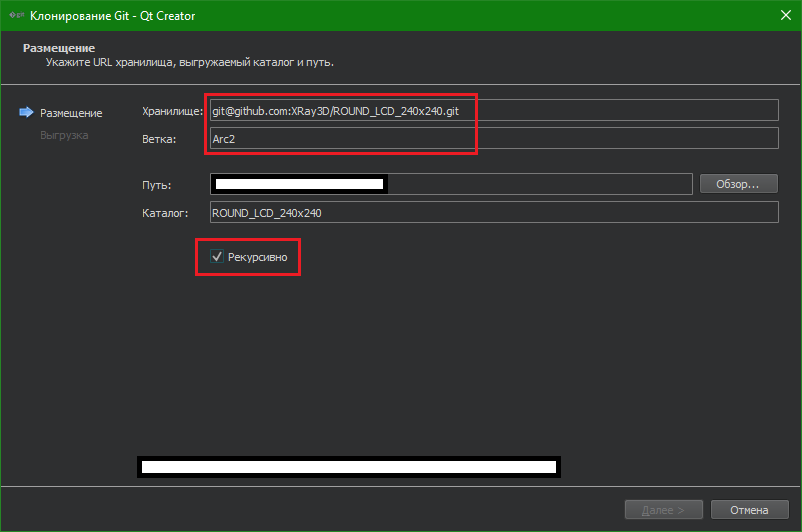 Клонирование Git - Qt Creator
Размещение
Укажите URL хранилища, выгружаемый каталог и путь.
Размещение
Выгрузка
Хранилище: git@github.com:XRay3D/ROUND_LCD_240x240.git
Ветка: Arc2
Путь: Обзор...
Каталог: ROUND_LCD_240x240
Рекурсивно
Далее > Отмена